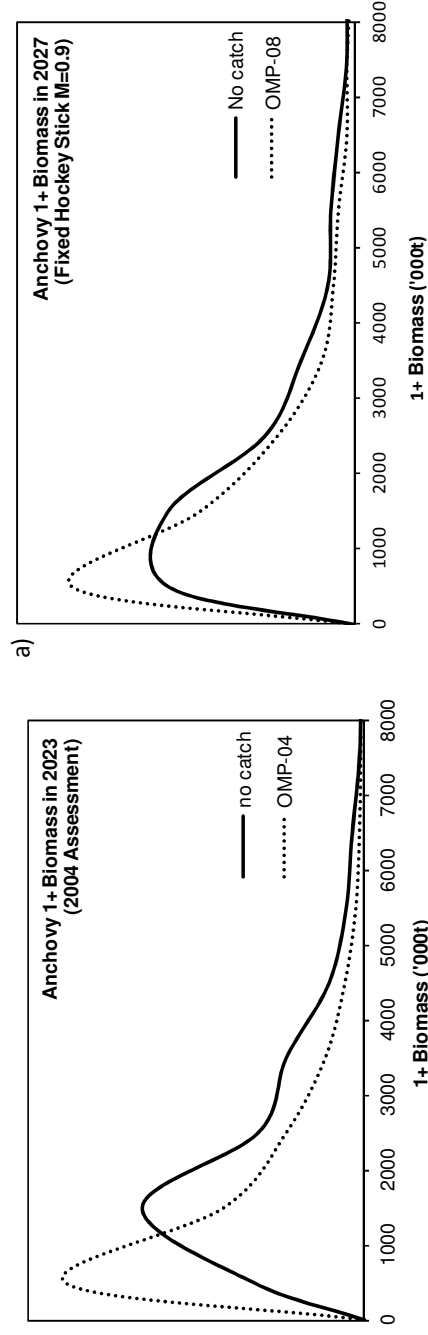 Anchovy 1+ Biomass in 2023
(2004 Assessment)
no catch
OMP-04
0 1000 2000 3000 4000 5000 6000 7000 8000
1+ Biomass ('000t)
a)
Anchovy 1+ Biomass in 2027
(Fixed Hockey Stick M=0.9)
No catch
OMP-08
0 1000 2000 3000 4000 5000 6000 7000 8000
1+ Biomass ('000t)